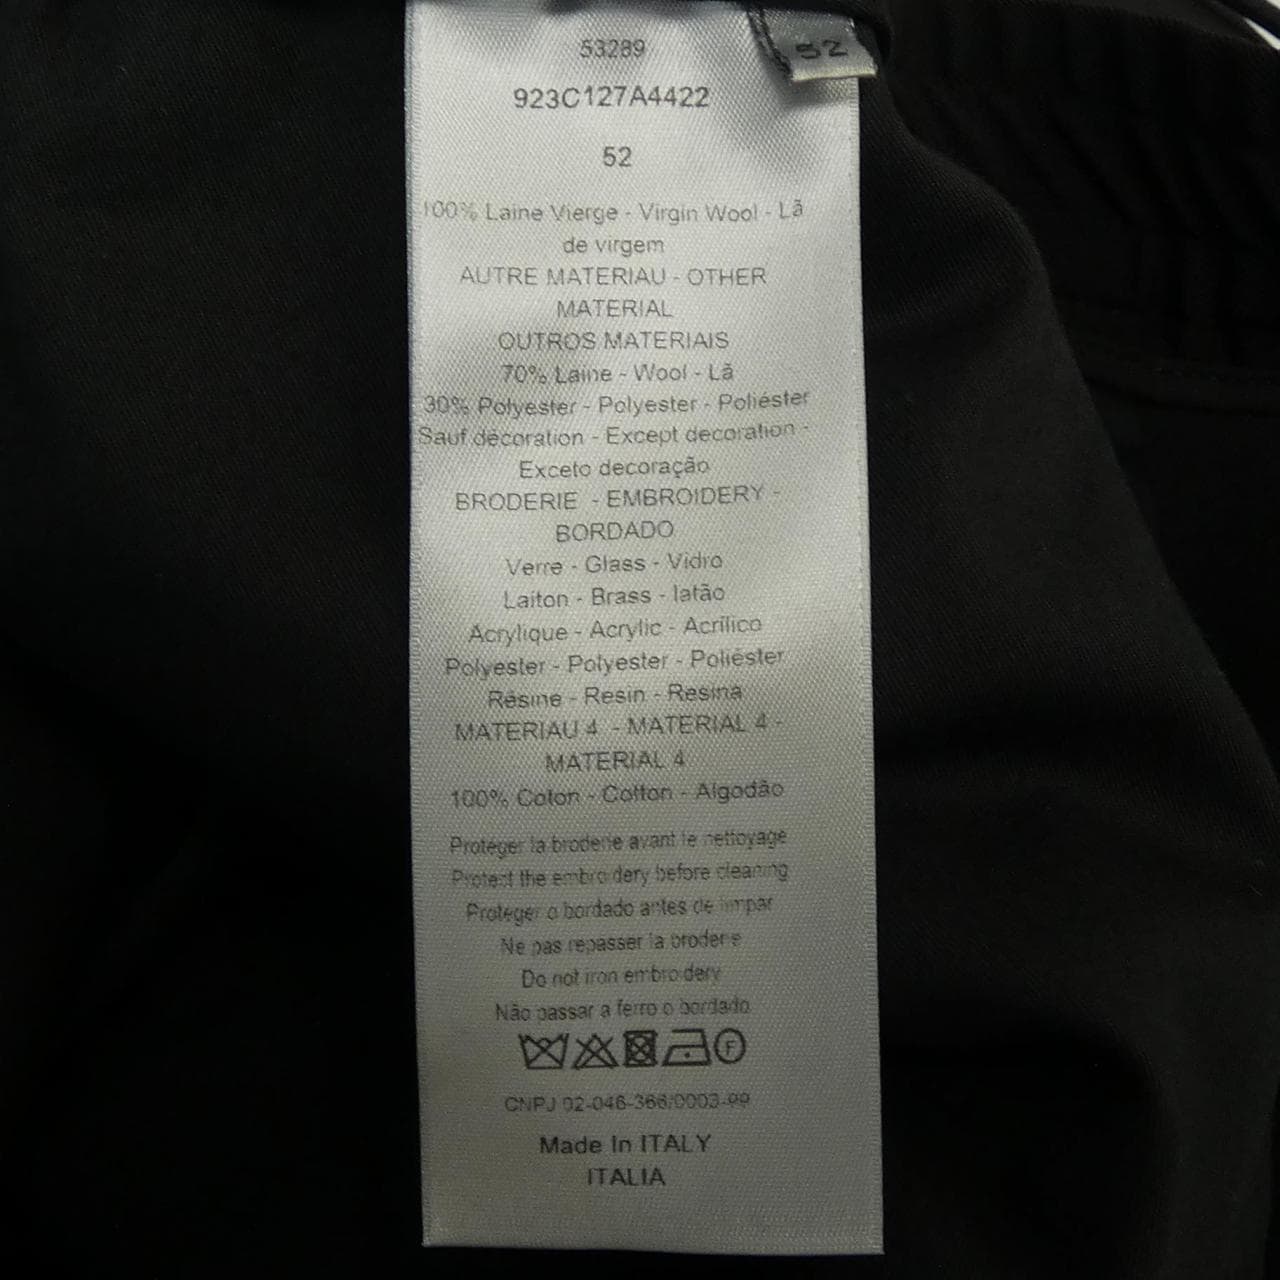 53289
52
923C127A4422
52
100% Laine Vierge - Virgin Wool - Lã
de virgem
AUTRE MATERIAU - OTHER
MATERIAL
OUTROS MATERIAIS
70% Laine - Wool - Lã
30% Polyester - Polyester - Poliéster
Sauf décoration - Except decoration -
Exceto decoração
BRODERIE - EMBROIDERY -
BORDADO
Verre - Glass - Vidro
Laiton - Brass - latão
Acrylique - Acrylic - Acrílico
Polyester - Polyester - Poliéster
Résine - Resin - Resina
MATERIAU 4 - MATERIAL 4 -
MATERIAL 4
100% Coton - Cotton - Algodão
Protéger la broderie avant le nettoyage
Protect the embroidery before cleaning
Proteger o bordado antes de limpar
Ne pas repasser la broderie
Do not iron embroidery
Não passar a ferro o bordado
F
CNPJ 02-046-366/0003-99
Made In ITALY
ITALIA